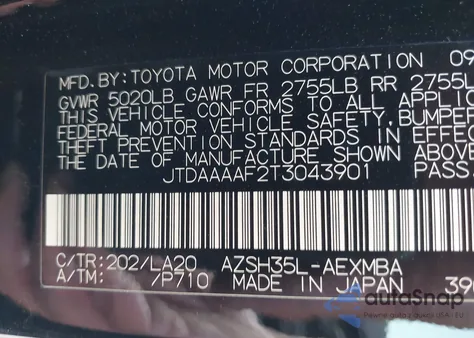 MFD.BY:TOYOTA MOTOR CORPORATION 09
GVWR 5020LB GAWR FR 2755LB RR 2755L
THIS VEHICLE CONFORMS TO ALL APPLIC
FEDERAL MOTOR VEHICLE SAFETY,BUMPER
THEFT PREVENTION STANDARDS IN EFFEC
THE DATE OF MANUFACTURE SHOWN ABOVE
JTDAAAAF2T3043901 PASS.
C/TR:202/LA20 AZSH35L-AEXMBA
A/TM: /P710 MADE IN JAPAN 390
autoSnap